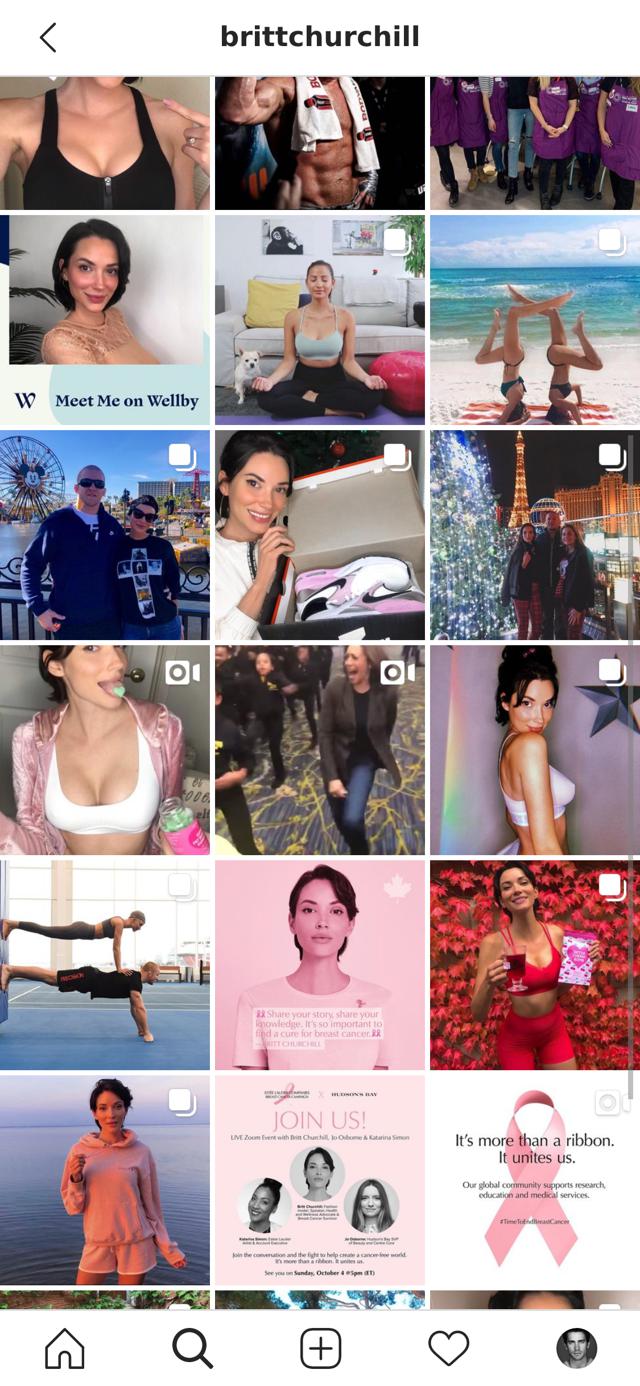 brittchurchill
W
Meet Me on Wellby
Share your story, share your
knowledge. It's so important to
find a cure for breast cancer.
BRITT CHURCHILL
ESTÉE LAUDER COMPANIES
BREAST CANCER CAMPAIGN
X
HUDSON'S BAY
JOIN US!
LIVE Zoom Event with Britt Churchill, Jo Osborne & Katarina Simon
Britt Churchill: Fashion
Model, Speaker, Health
and Wellness Advocate &
Breast Cancer Survivor
Katarina Simon: Estee Lauder
Artist & Account Executive
Jo Osborne: Hudson's Bay SVP
of Beauty and Centre Core
Join the conversation and the fight to help create a cancer-free world.
It's more than a ribbon. It unites us.
See you on Sunday, October 4 @5pm (ET)
It's more than a ribbon.
It unites us.
Our global community supports research,
education and medical services.
#TimeToEndBreastCancer